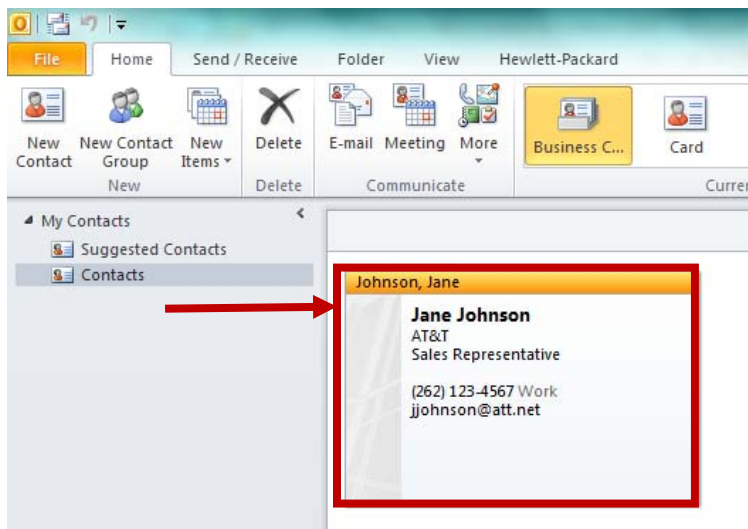 File Home Send / Receive Folder View Hewlett-Packard
New Contact
New Contact Group
New Items
Delete
E-mail
Meeting
More
Business C...
Card
New
Delete
Communicate
Curre
My Contacts
Suggested Contacts
Contacts
Johnson, Jane
Jane Johnson
AT&T
Sales Representative
(262) 123-4567 Work
jjohnson@att.net